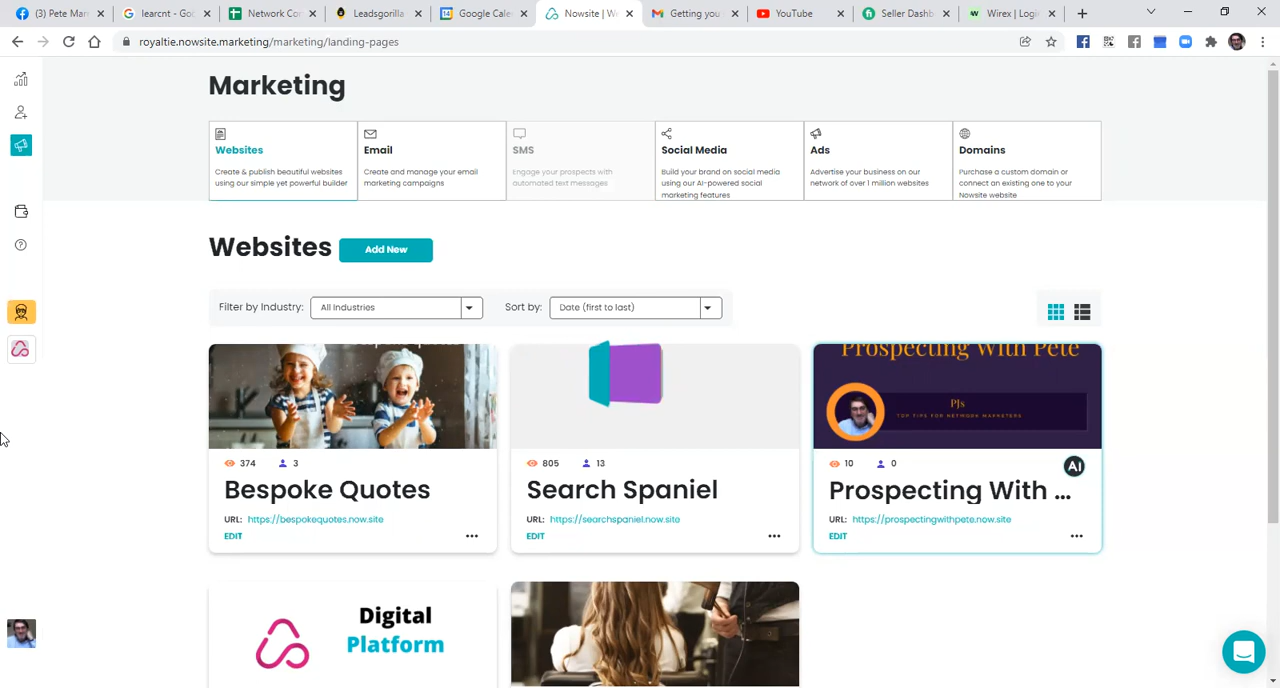 Pete Mar
learcnt - Go
Network Co
Leadsgorilla
Google Cale
Nowsite | W
Getting you
YouTube
Seller Dash
Wirex | Log
royaltie.nowsite.marketing/marketing/landing-pages
Marketing
Websites
Create & publish beautiful websites
using our simple yet powerful builder
Email
Create and manage your email
marketing campaigns
SMS
Engage your prospects with
automated text messages
Social Media
Build your brand on social media
using our AI-powered social
marketing features
Ads
Advertise your business on our
network of over 1 million websites
Domains
Purchase a custom domain or
connect an existing one to your
Nowsite website
Websites Add New
Filter by Industry: All Industries Sort by: Date (first to last)
374 3
Bespoke Quotes
URL: https://bespokequotes.now.site
EDIT
805 13
Search Spaniel
URL: https://searchspaniel.now.site
EDIT
Prospecting With Pete
PJs
TOP TIPS FOR NETWORK MARKETERS
10 0 AI
Prospecting With ...
URL: https://prospectingwithpete.now.site
EDIT
Digital
Platform